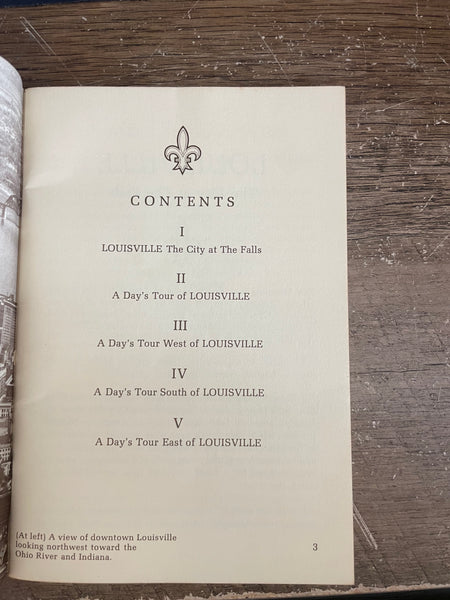 CONTENTS
I
LOUISVILLE The City at The Falls
II
A Day's Tour of LOUISVILLE
III
A Day's Tour West of LOUISVILLE
IV
A Day's Tour South of LOUISVILLE
V
A Day's Tour East of LOUISVILLE
(At left) A view of downtown Louisville
looking northwest toward the
Ohio River and Indiana.
3